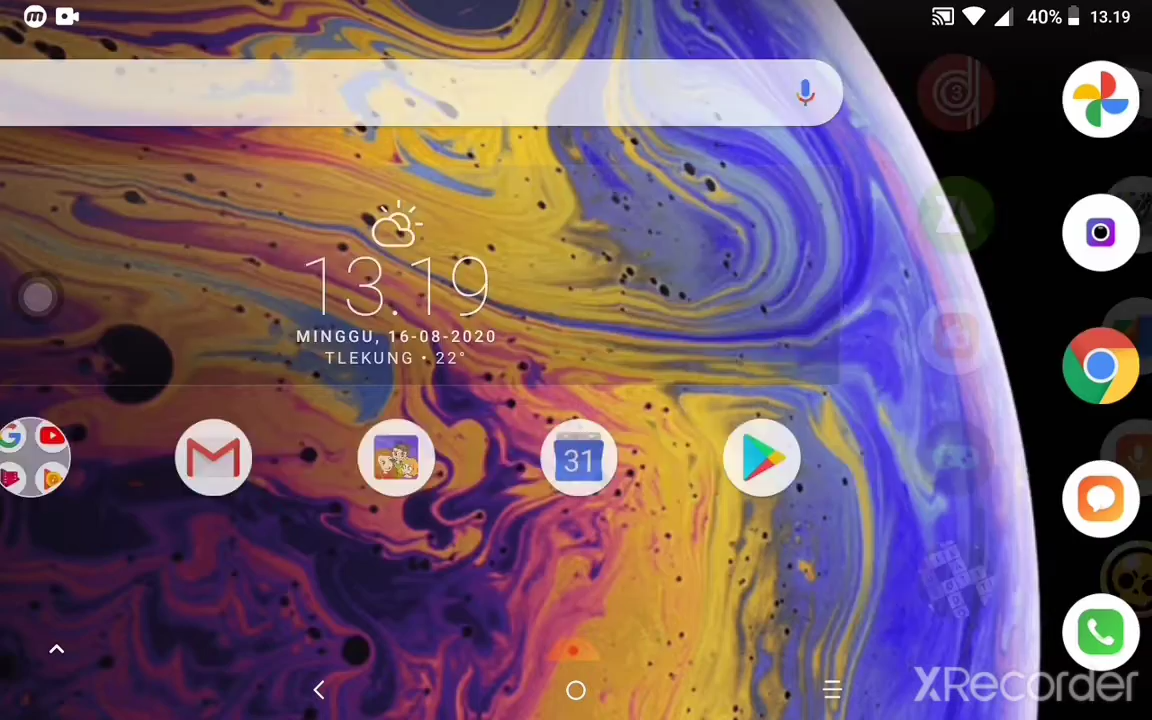 40% 13.19
13.19
MINGGU, 16-08-2020
TLEKUNG • 22°
31
XRecorder